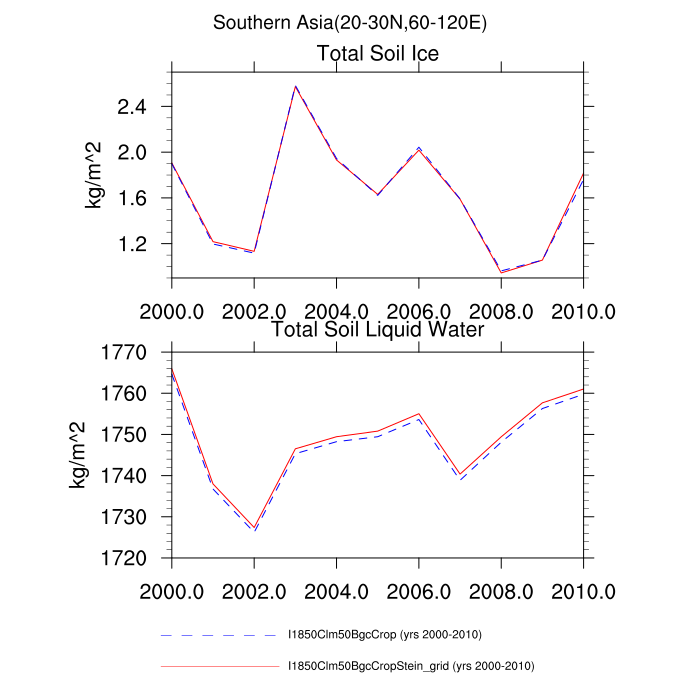 Southern Asia(20-30N,60-120E)
Total Soil Ice
kg/m^2
2.4
2.0
1.6
1.2
2000.0 2002.0 2004.0 2006.0 2008.0 2010.0
Total Soil Liquid Water
kg/m^2
1770
1760
1750
1740
1730
1720
2000.0 2002.0 2004.0 2006.0 2008.0 2010.0
I1850Clm50BgcCrop (yrs 2000-2010)
I1850Clm50BgcCropStein_grid (yrs 2000-2010)